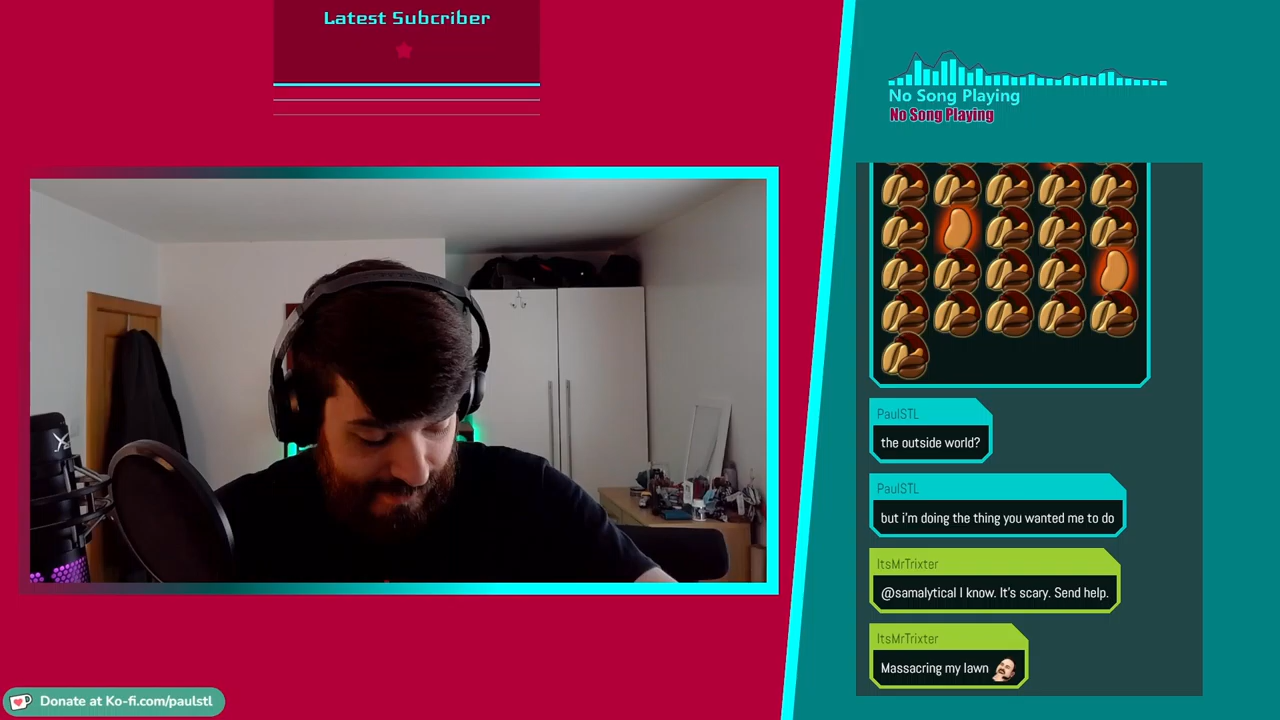 Latest Subcriber
No Song Playing
No Song Playing
PaulSTL
the outside world?
PaulSTL
but i'm doing the thing you wanted me to do
ItsMrTrixter
@samalytical I know. It's scary. Send help.
ItsMrTrixter
Massacring my lawn
Donate at Ko-fi.com/paulstl